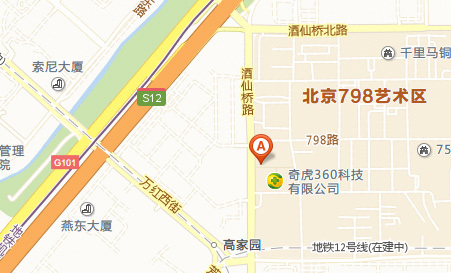 酒仙桥北路
千里马铜
索尼大厦
酒仙桥路
S12
北京798艺术区
798路
A
管理
院
G101
75
奇虎360科技
有限公司
万红西街
燕东大厦
高家园
地铁12号线(在建中)